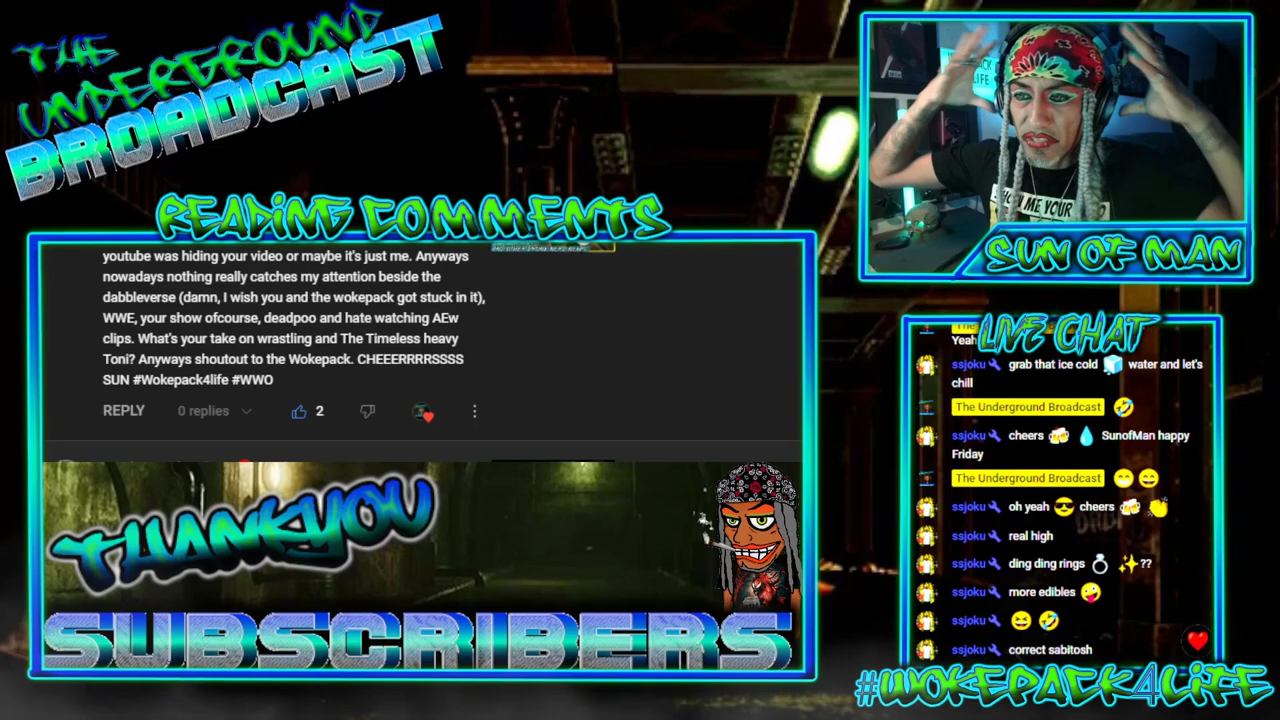 THE
UNDERGROUND
BROADCAST
READING COMMENTS
youtube was hiding your video or maybe it's just me. Anyways
nowadays nothing really catches my attention beside the
dabbleverse (damn, I wish you and the wokepack got stuck in it),
WWE, your show ofcourse, deadpoo and hate watching AEw
clips. What's your take on wrastling and The Timeless heavy
Toni? Anyways shoutout to the Wokepack. CHEEERRRRSSSS
SUN #Wokepack4life #WWO
REPLY 0 replies 2
THANKYOU
SUBSCRIBERS
LIFE
SHOW ME YOUR
SUN OF MAN
LIVE CHAT
Yeah
ssjoku grab that ice cold 🧊 water and let's
chill
The Underground Broadcast 🤣
ssjoku cheers 🍻 💧 SunofMan happy
Friday
The Underground Broadcast 😁 😄
ssjoku oh yeah 😎 cheers 🍻 👏
ssjoku real high
ssjoku ding ding rings 💍 ✨??
ssjoku more edibles 🤪
ssjoku 😆 🤣
ssjoku correct sabitosh
#WOKEPACK4LIFE